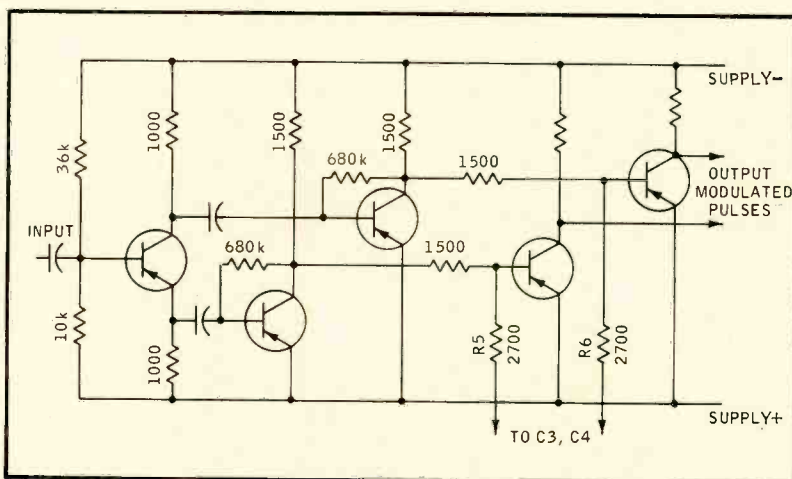 SUPPLY-
1000
1500
1500
36k
680k
1500
OUTPUT
MODULATED
PULSES
INPUT
680k
1500
10k
1000
R5
2700
R6
2700
SUPPLY+
TO C3, C4